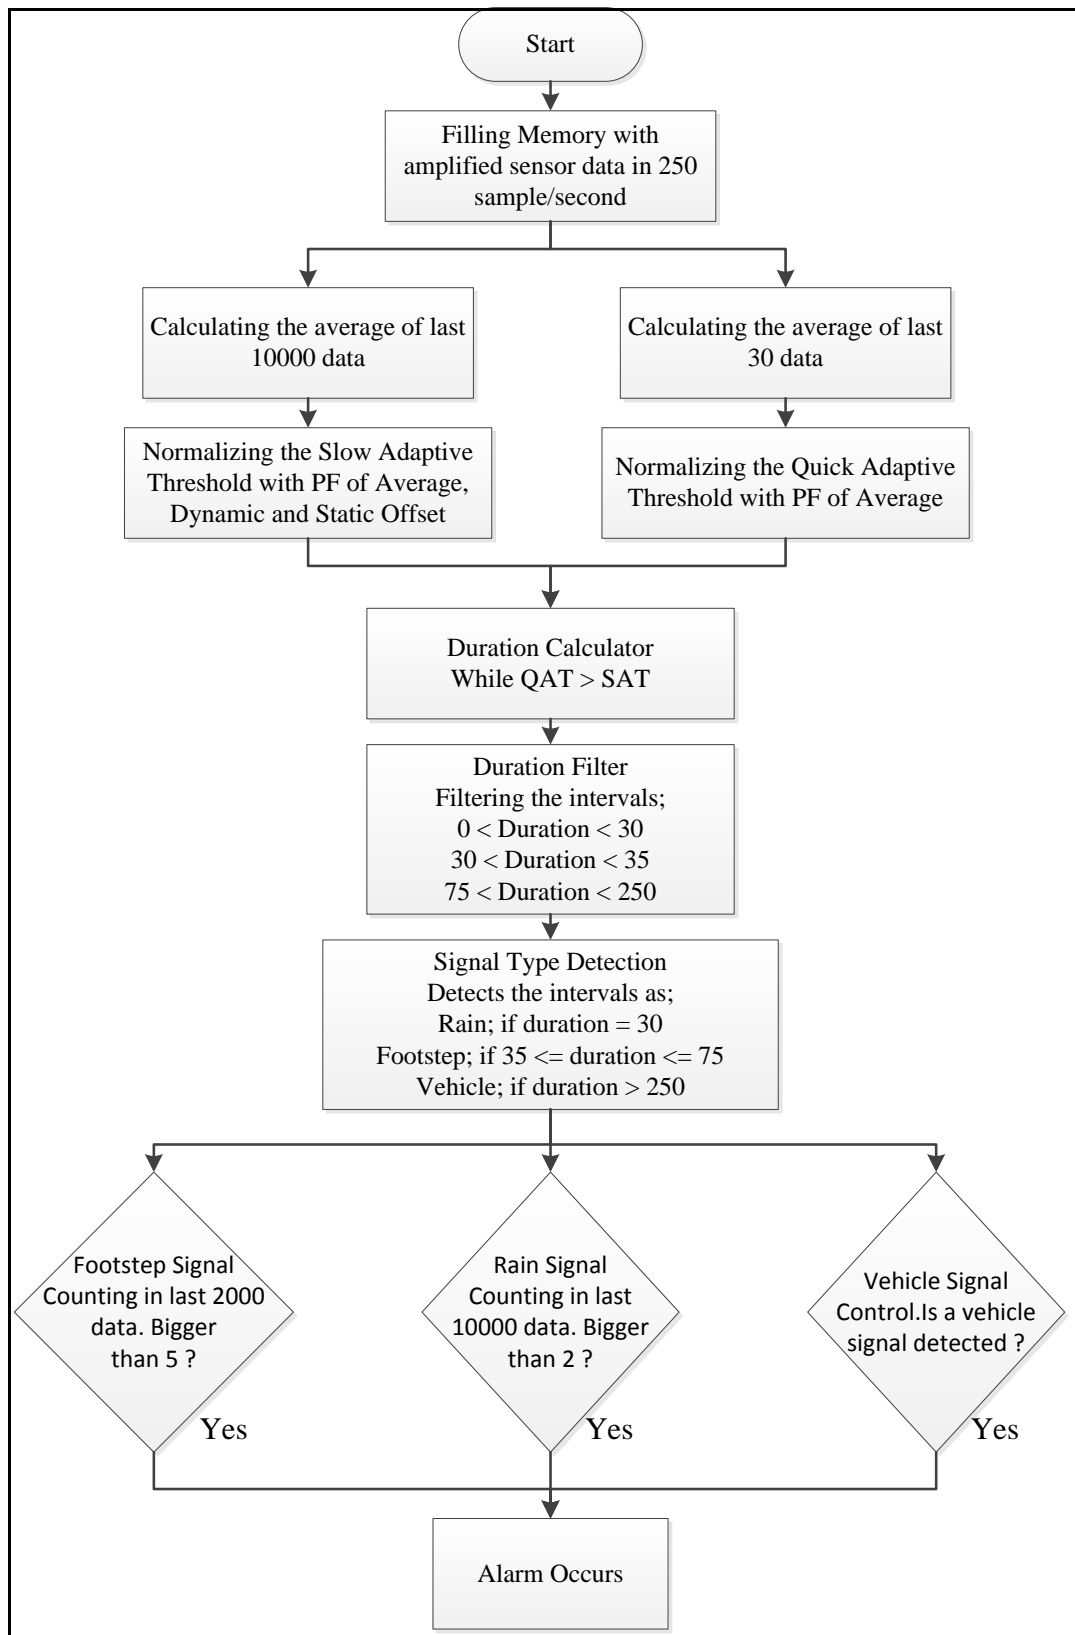 Start
Filling Memory with
amplified sensor data in 250
sample/second
Calculating the average of last
10000 data
Calculating the average of last
30 data
Normalizing the Slow Adaptive
Threshold with PF of Average,
Dynamic and Static Offset
Normalizing the Quick Adaptive
Threshold with PF of Average
Duration Calculator
While QAT > SAT
Duration Filter
Filtering the intervals;
0 < Duration < 30
30 < Duration < 35
75 < Duration < 250
Signal Type Detection
Detects the intervals as;
Rain; if duration = 30
Footstep; if 35 <= duration <= 75
Vehicle; if duration > 250
Footstep Signal
Counting in last 2000
data. Bigger
than 5 ?
Yes
Rain Signal
Counting in last
10000 data. Bigger
than 2 ?
Yes
Vehicle Signal
Control.Is a vehicle
signal detected ?
Yes
Alarm Occurs